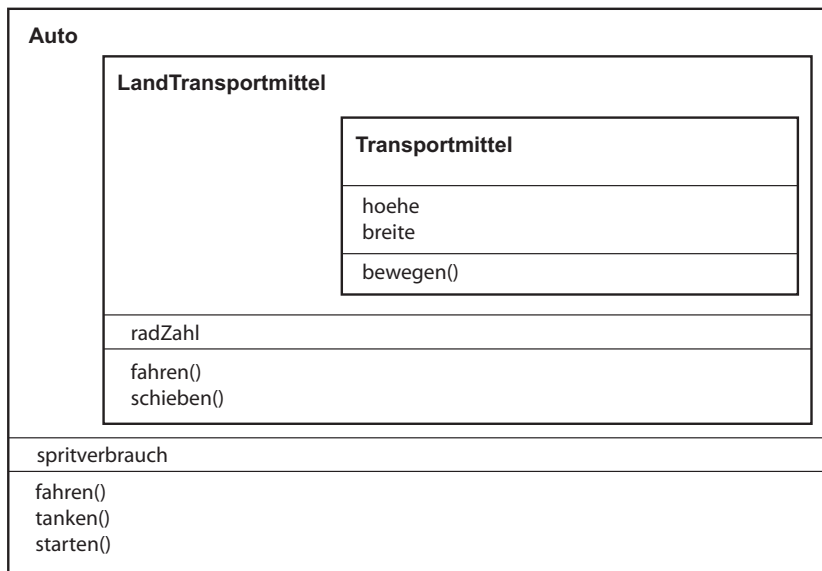 Auto
LandTransportmittel
Transportmittel
hoehe
breite
bewegen()
radZahl
fahren()
schieben()
spritverbrauch
fahren()
tanken()
starten()